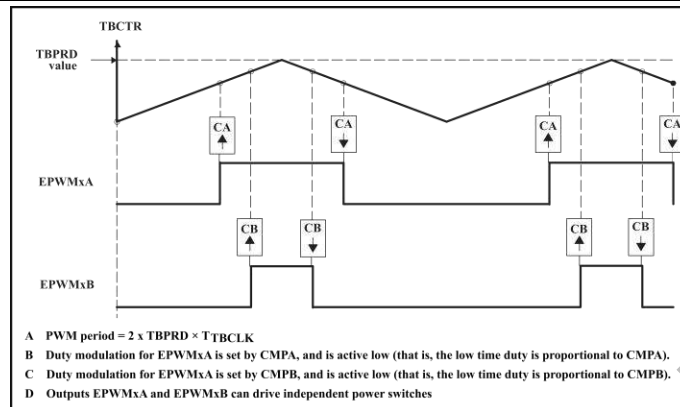 TBCTR
TBPRD
value
CA
CA
CA
CA
EPWMxA
CB
CB
CB
CB
EPWMxB
A PWM period = 2 x TBPRD × TTBCLK
B Duty modulation for EPWMxA is set by CMPA, and is active low (that is, the low time duty is proportional to CMPA).
C Duty modulation for EPWMxA is set by CMPB, and is active low (that is, the low time duty is proportional to CMPB).
D Outputs EPWMxA and EPWMxB can drive independent power switches